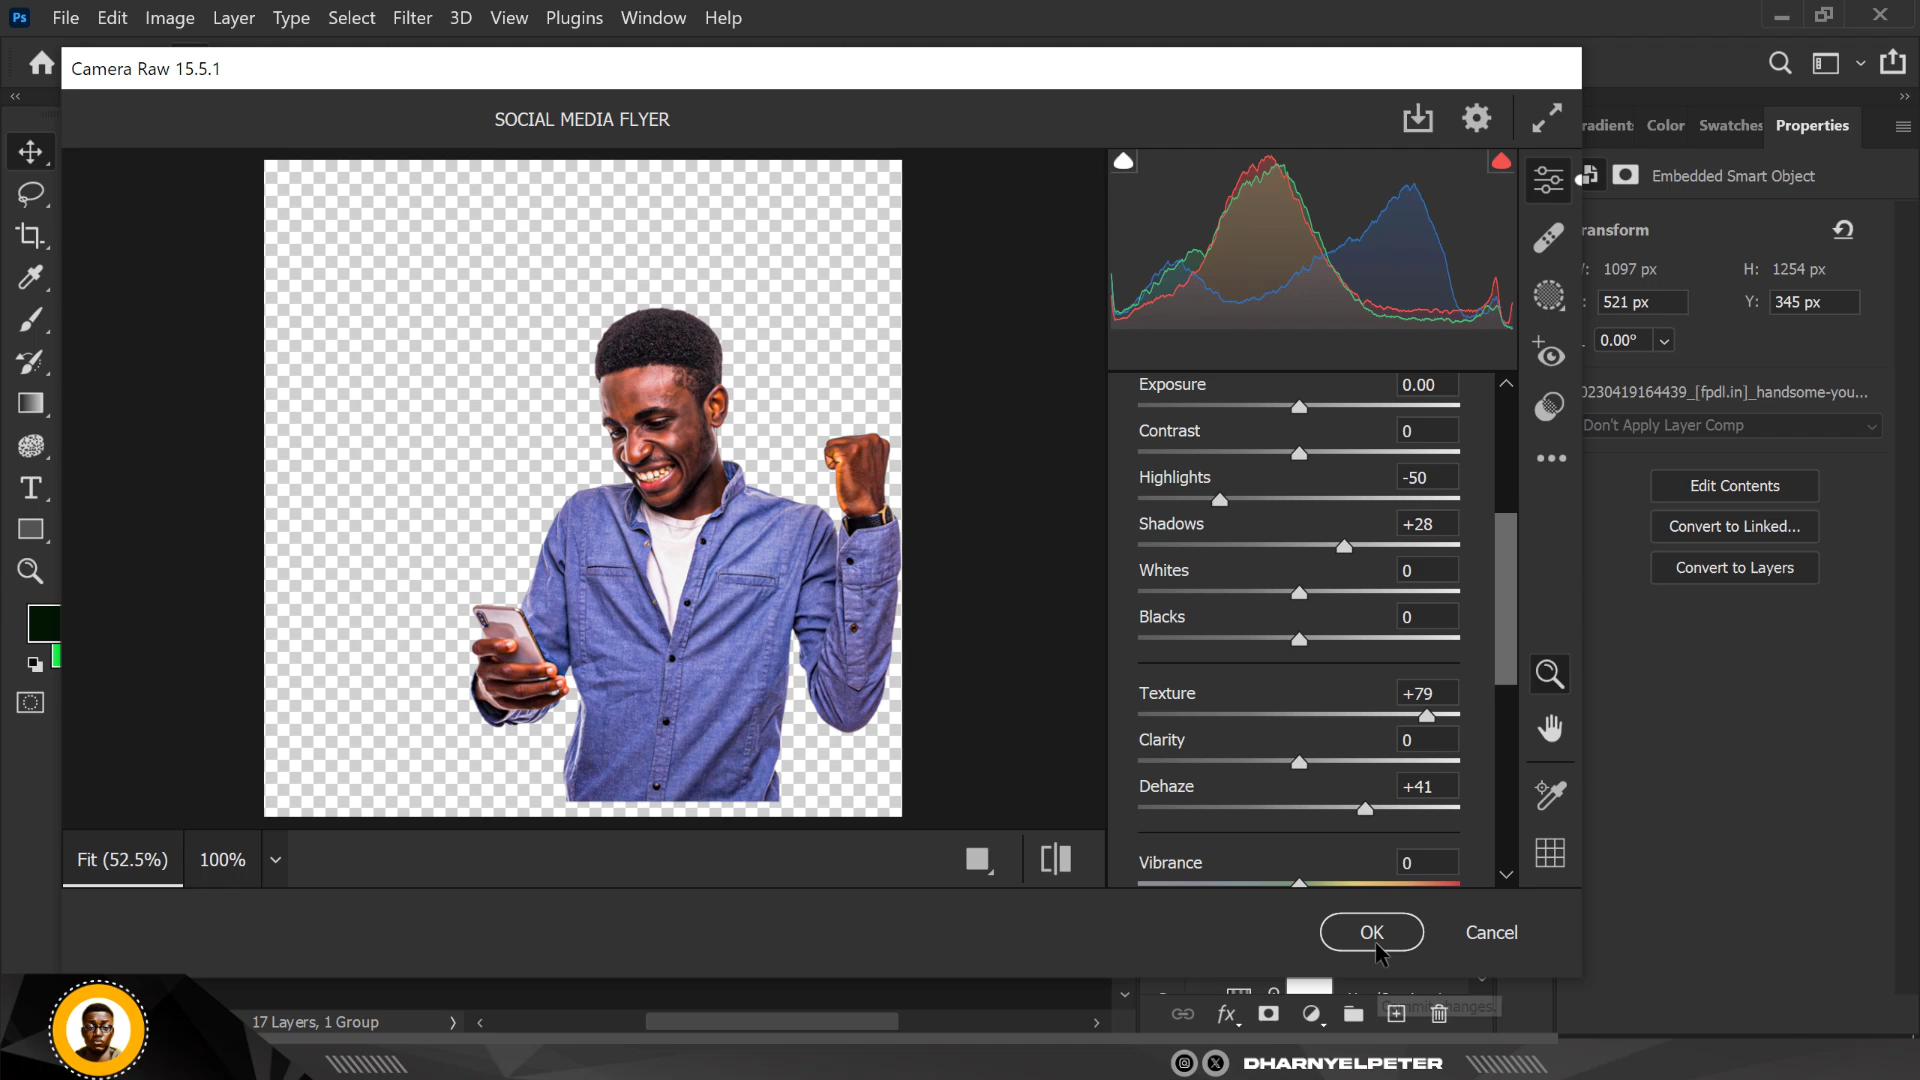 Ps File Edit Image Layer Type Select Filter 3D View Plugins Window Help
Camera Raw 15.5.1
SOCIAL MEDIA FLYER
Color Swatches Properties
Embedded Smart Object
ransform
1097 px H: 1254 px
521 px Y: 345 px
0.00°
0230419164439_[fpdl.in]_handsome-you...
Don't Apply Layer Comp
Edit Contents
Convert to Linked...
Convert to Layers
Exposure 0.00
Contrast 0
Highlights -50
Shadows +28
Whites 0
Blacks 0
Texture +79
Clarity 0
Dehaze +41
Vibrance 0
Fit (52.5%) 100%
OK Cancel
17 Layers, 1 Group
fx
DHARNYELPETER